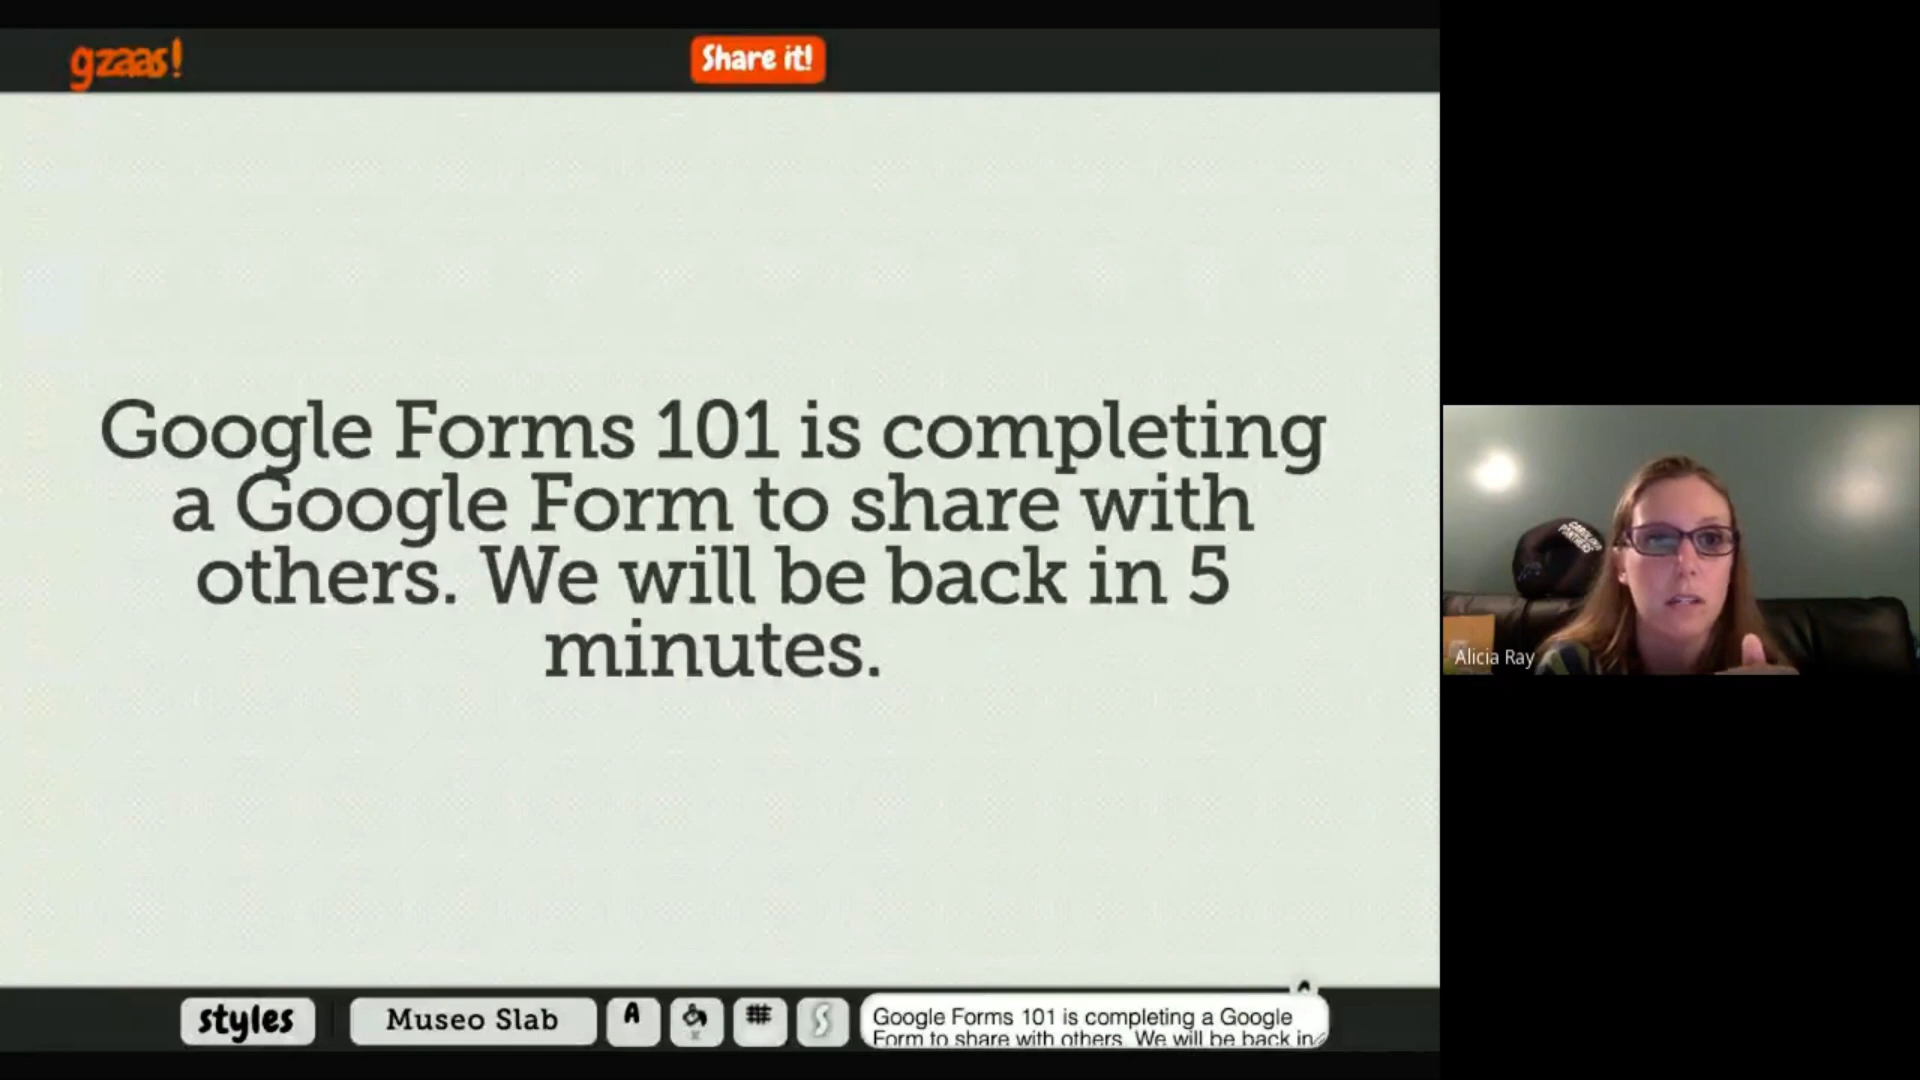 gzaas!
Share it!
Google Forms 101 is completing
a Google Form to share with
others. We will be back in 5
minutes.
CAROLINA
PANTHERS
Alicia Ray
styles
Museo Slab
A
S
Google Forms 101 is completing a Google
Form to share with others. We will be back in